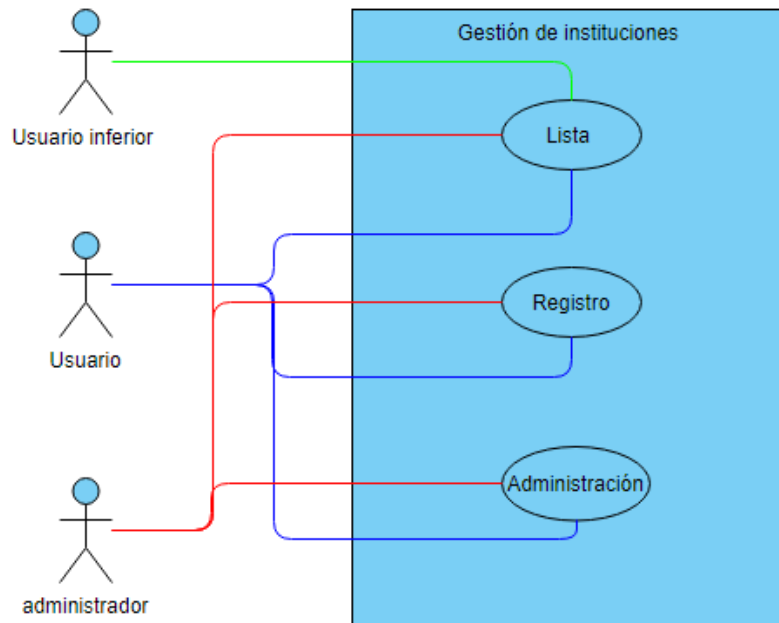 Gestión de instituciones
Usuario inferior
Lista
Registro
Usuario
Administración
administrador